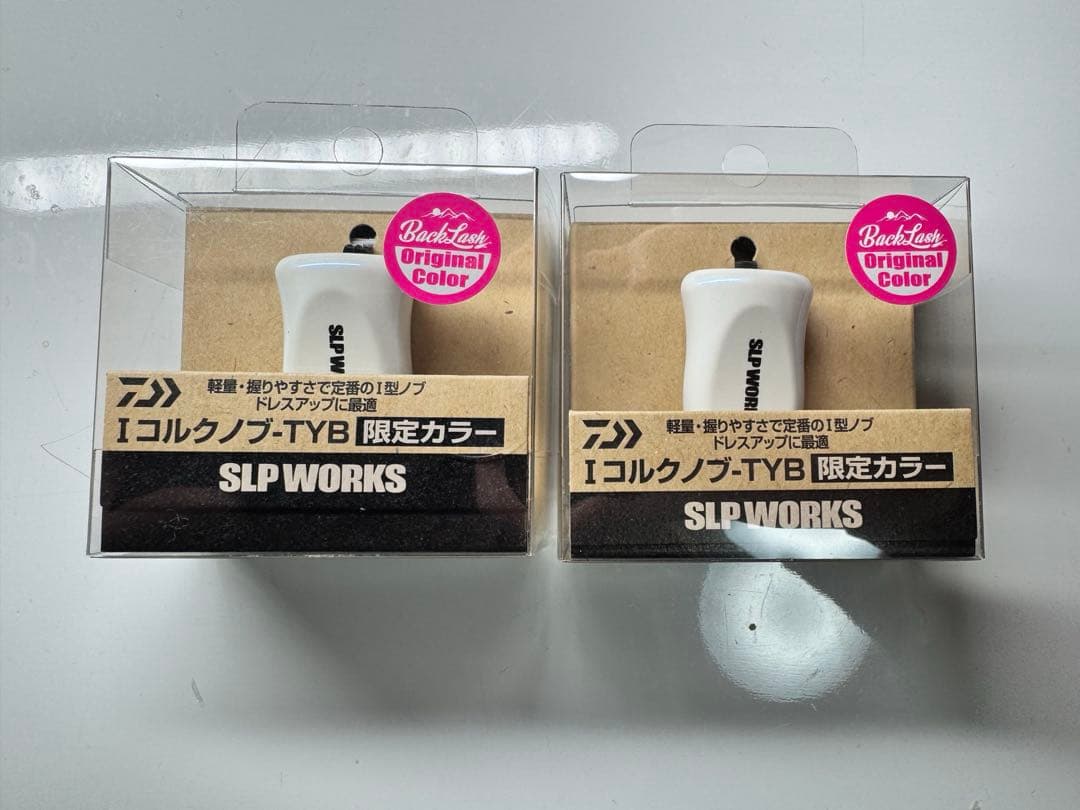 BackLash
Original
Color
SLP WO
軽量・握りやすさで定番のI型ノブ
ドレスアップに最適
Iコルクノブ-TYB 限定カラー
SLP WORKS
BackLash
Original
Color
SLP WORK
軽量・握りやすさで定番のI型ノブ
ドレスアップに最適
Iコルクノブ-TYB 限定カラー
SLP WORKS